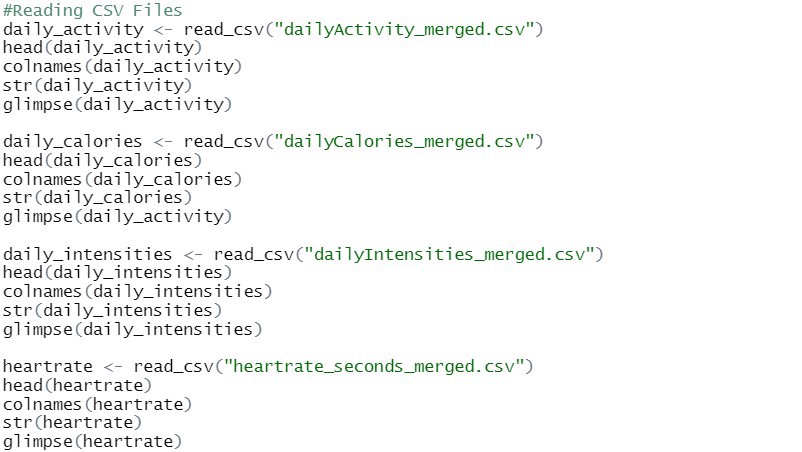 #Reading CSV Files
daily_activity <- read_csv("dailyActivity_merged.csv")
head(daily_activity)
colnames(daily_activity)
str(daily_activity)
glimpse(daily_activity)
daily_calories <- read_csv("dailyCalories_merged.csv")
head(daily_calories)
colnames(daily_calories)
str(daily_calories)
glimpse(daily_activity)
daily_intensities <- read_csv("dailyIntensities_merged.csv")
head(daily_intensities)
colnames(daily_intensities)
str(daily_intensities)
glimpse(daily_intensities)
heartrate <- read_csv("heartrate_seconds_merged.csv")
head(heartrate)
colnames(heartrate)
str(heartrate)
glimpse(heartrate)